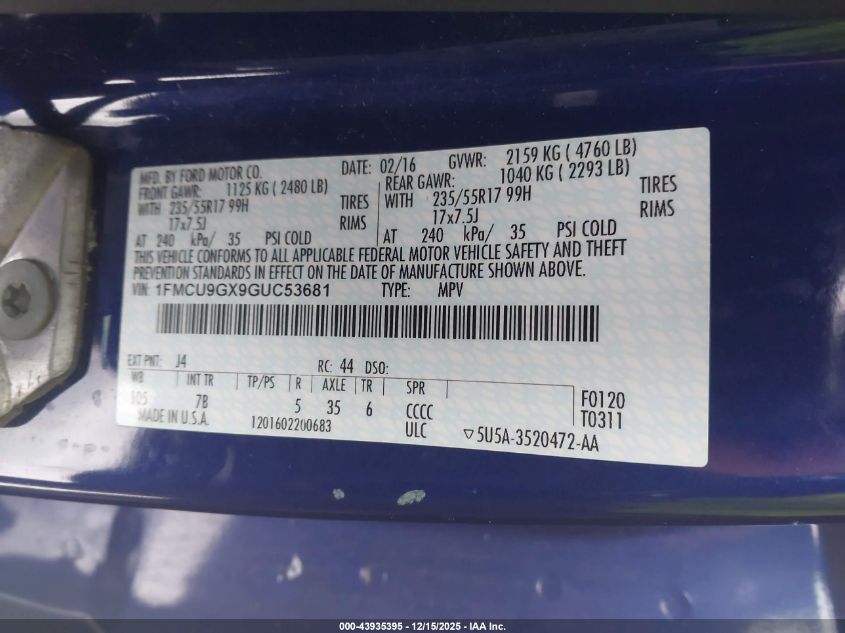 MFD. BY FORD MOTOR CO. DATE: 02/16 GVWR: 2159 KG ( 4760 LB)
FRONT GAWR: 1125 KG ( 2480 LB) REAR GAWR: 1040 KG ( 2293 LB)
WITH 235/55R17 99H TIRES WITH 235/55R17 99H TIRES
17x7.5J RIMS 17x7.5J RIMS
AT 240 kPa/ 35 PSI COLD AT 240 kPa/ 35 PSI COLD
THIS VEHICLE CONFORMS TO ALL APPLICABLE FEDERAL MOTOR VEHICLE SAFETY AND THEFT
PREVENTION STANDARDS IN EFFECT ON THE DATE OF MANUFACTURE SHOWN ABOVE.
VIN: 1FMCU9GX9GUC53681 TYPE: MPV
EXT PNT: J4 RC: 44 DSO:
WB INT TR TP/PS R AXLE TR SPR F0120
105 7B 5 35 6 CCCC T0311
MADE IN U.S.A. 1201602200683 ULC ▽5U5A-3520472-AA
000-43935395 - 12/15/2025 - IAA Inc.